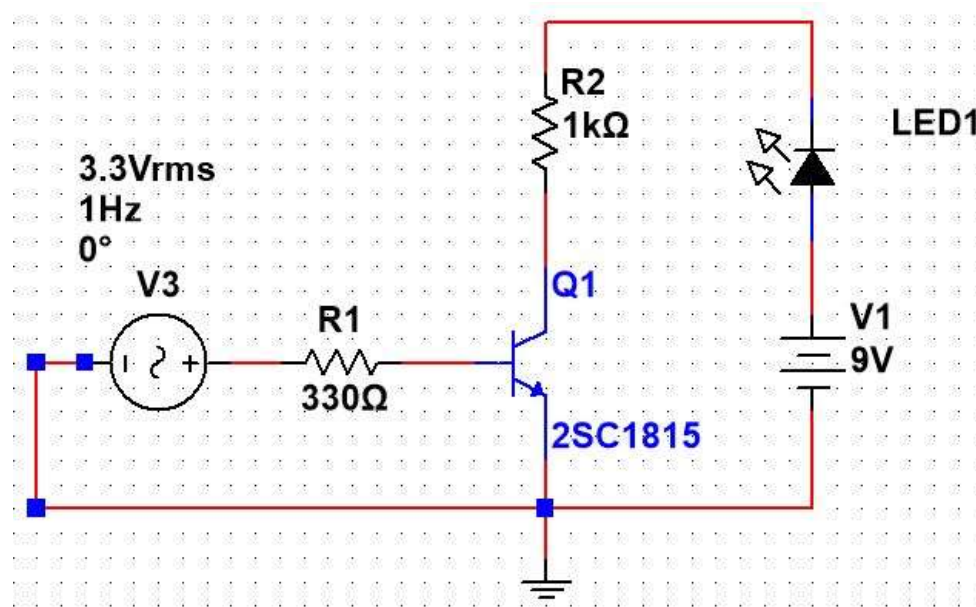 R2
1kΩ
LED1
3.3Vrms
1Hz
0°
V3
R1
330Ω
Q1
2SC1815
V1
9V